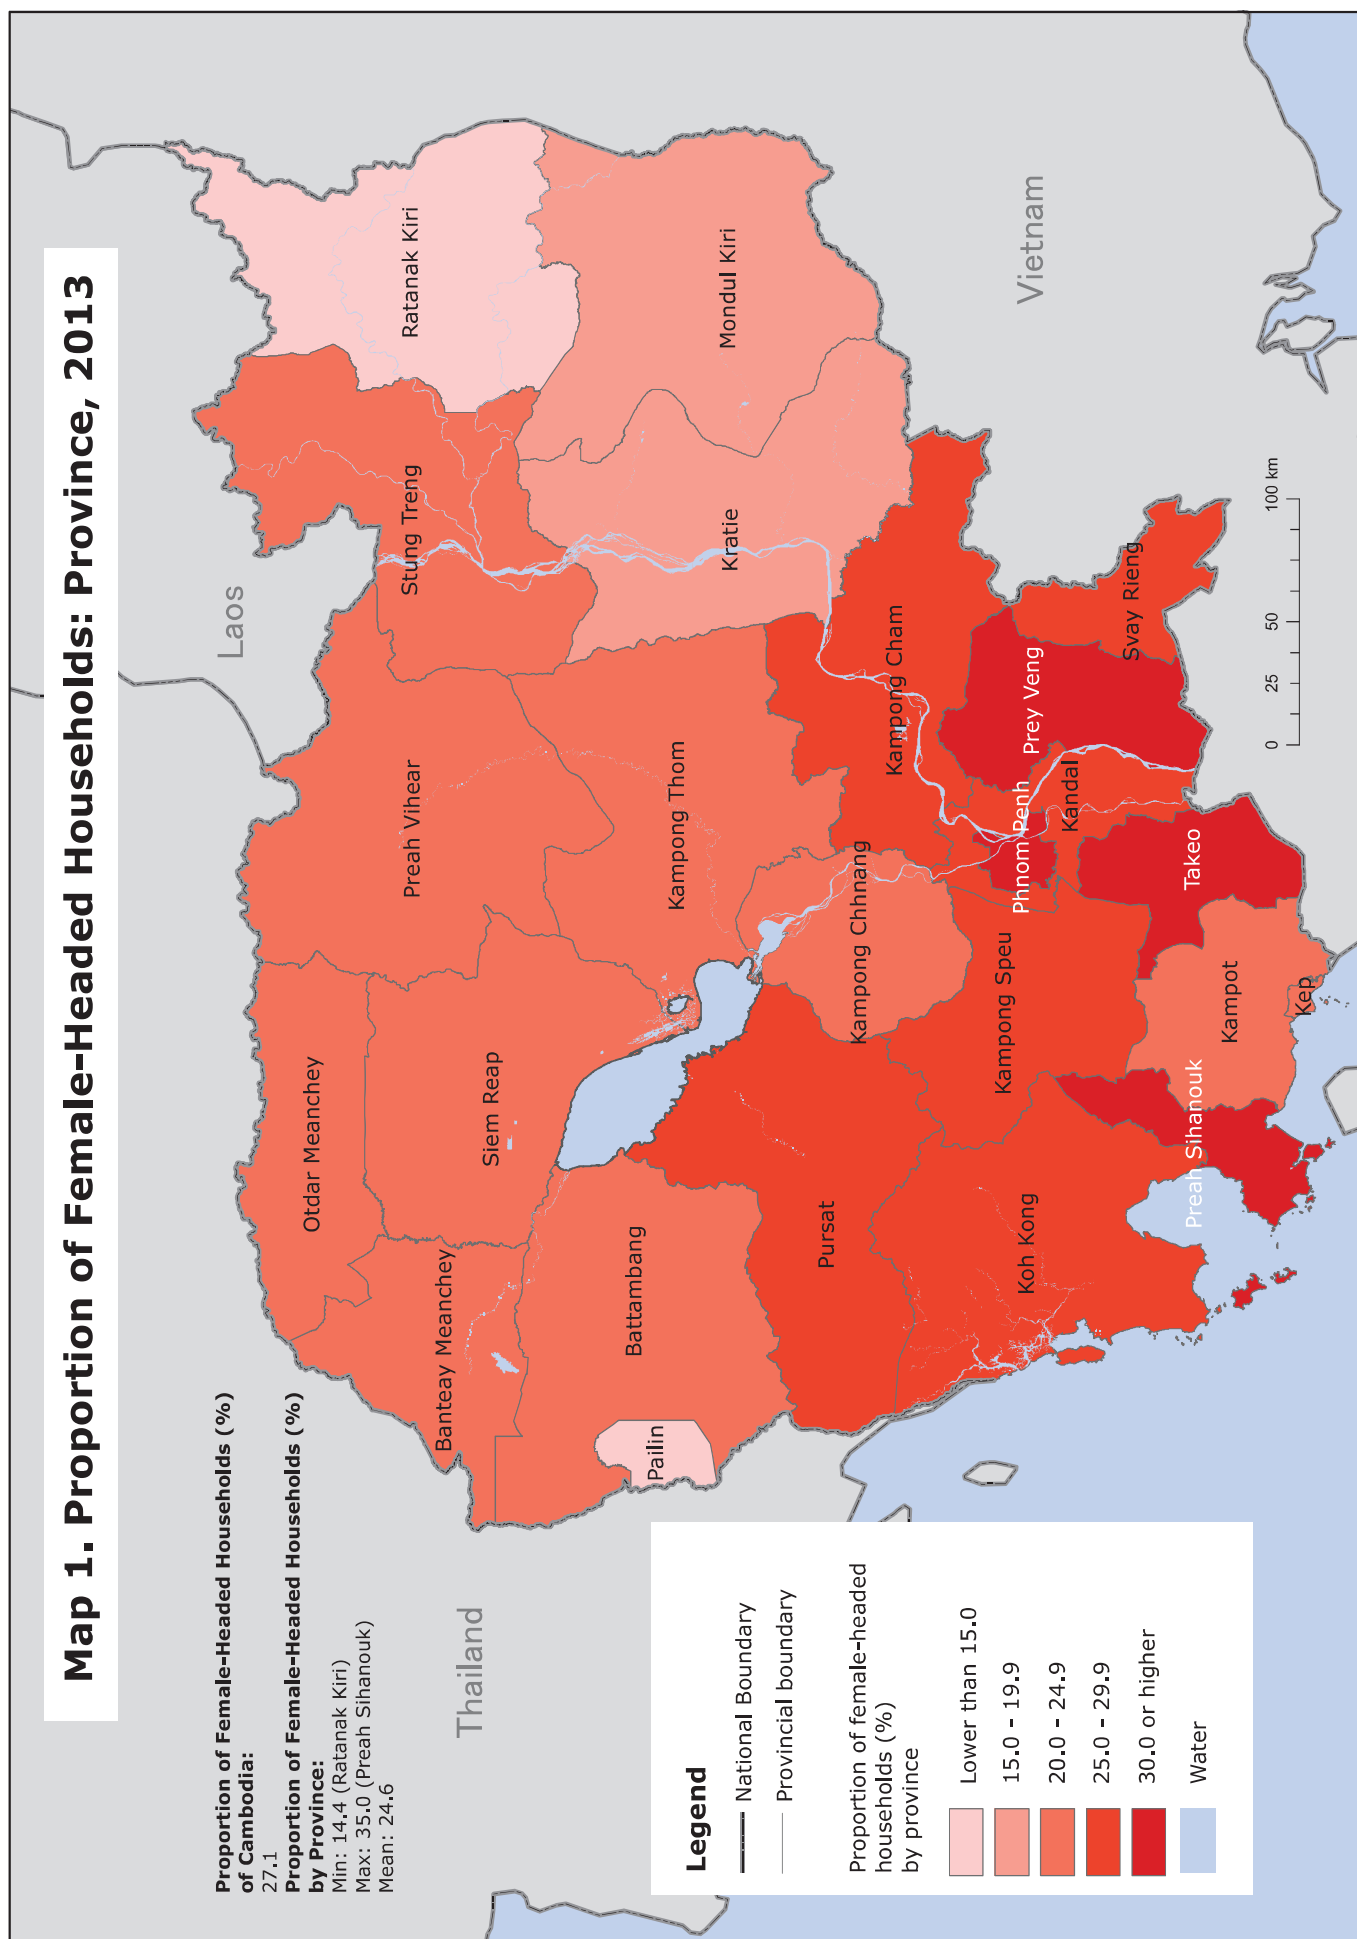 Map 1. Proportion of Female-Headed Households: Province, 2013
Proportion of Female-Headed Households (%)
of Cambodia:
27.1
Proportion of Female-Headed Households (%)
by Province:
Min: 14.4 (Ratanak Kiri)
Max: 35.0 (Preah Sihanouk)
Mean: 24.6
Laos
Thailand
Vietnam
Otdar Meanchey
Preah Vihear
Stung Treng
Ratanak Kiri
Banteay Meanchey
Siem Reap
Battambang
Pailin
Kampong Thom
Kratie
Mondul Kiri
Pursat
Kampong Chhnang
Kampong Cham
Koh Kong
Kampong Speu
Phnom Penh
Prey Veng
Kandal
Svay Rieng
Preah Sihanouk
Kampot
Takeo
Kep
0 25 50 100 km
Legend
National Boundary
Provincial boundary
Proportion of female-headed
households (%)
by province
Lower than 15.0
15.0 - 19.9
20.0 - 24.9
25.0 - 29.9
30.0 or higher
Water